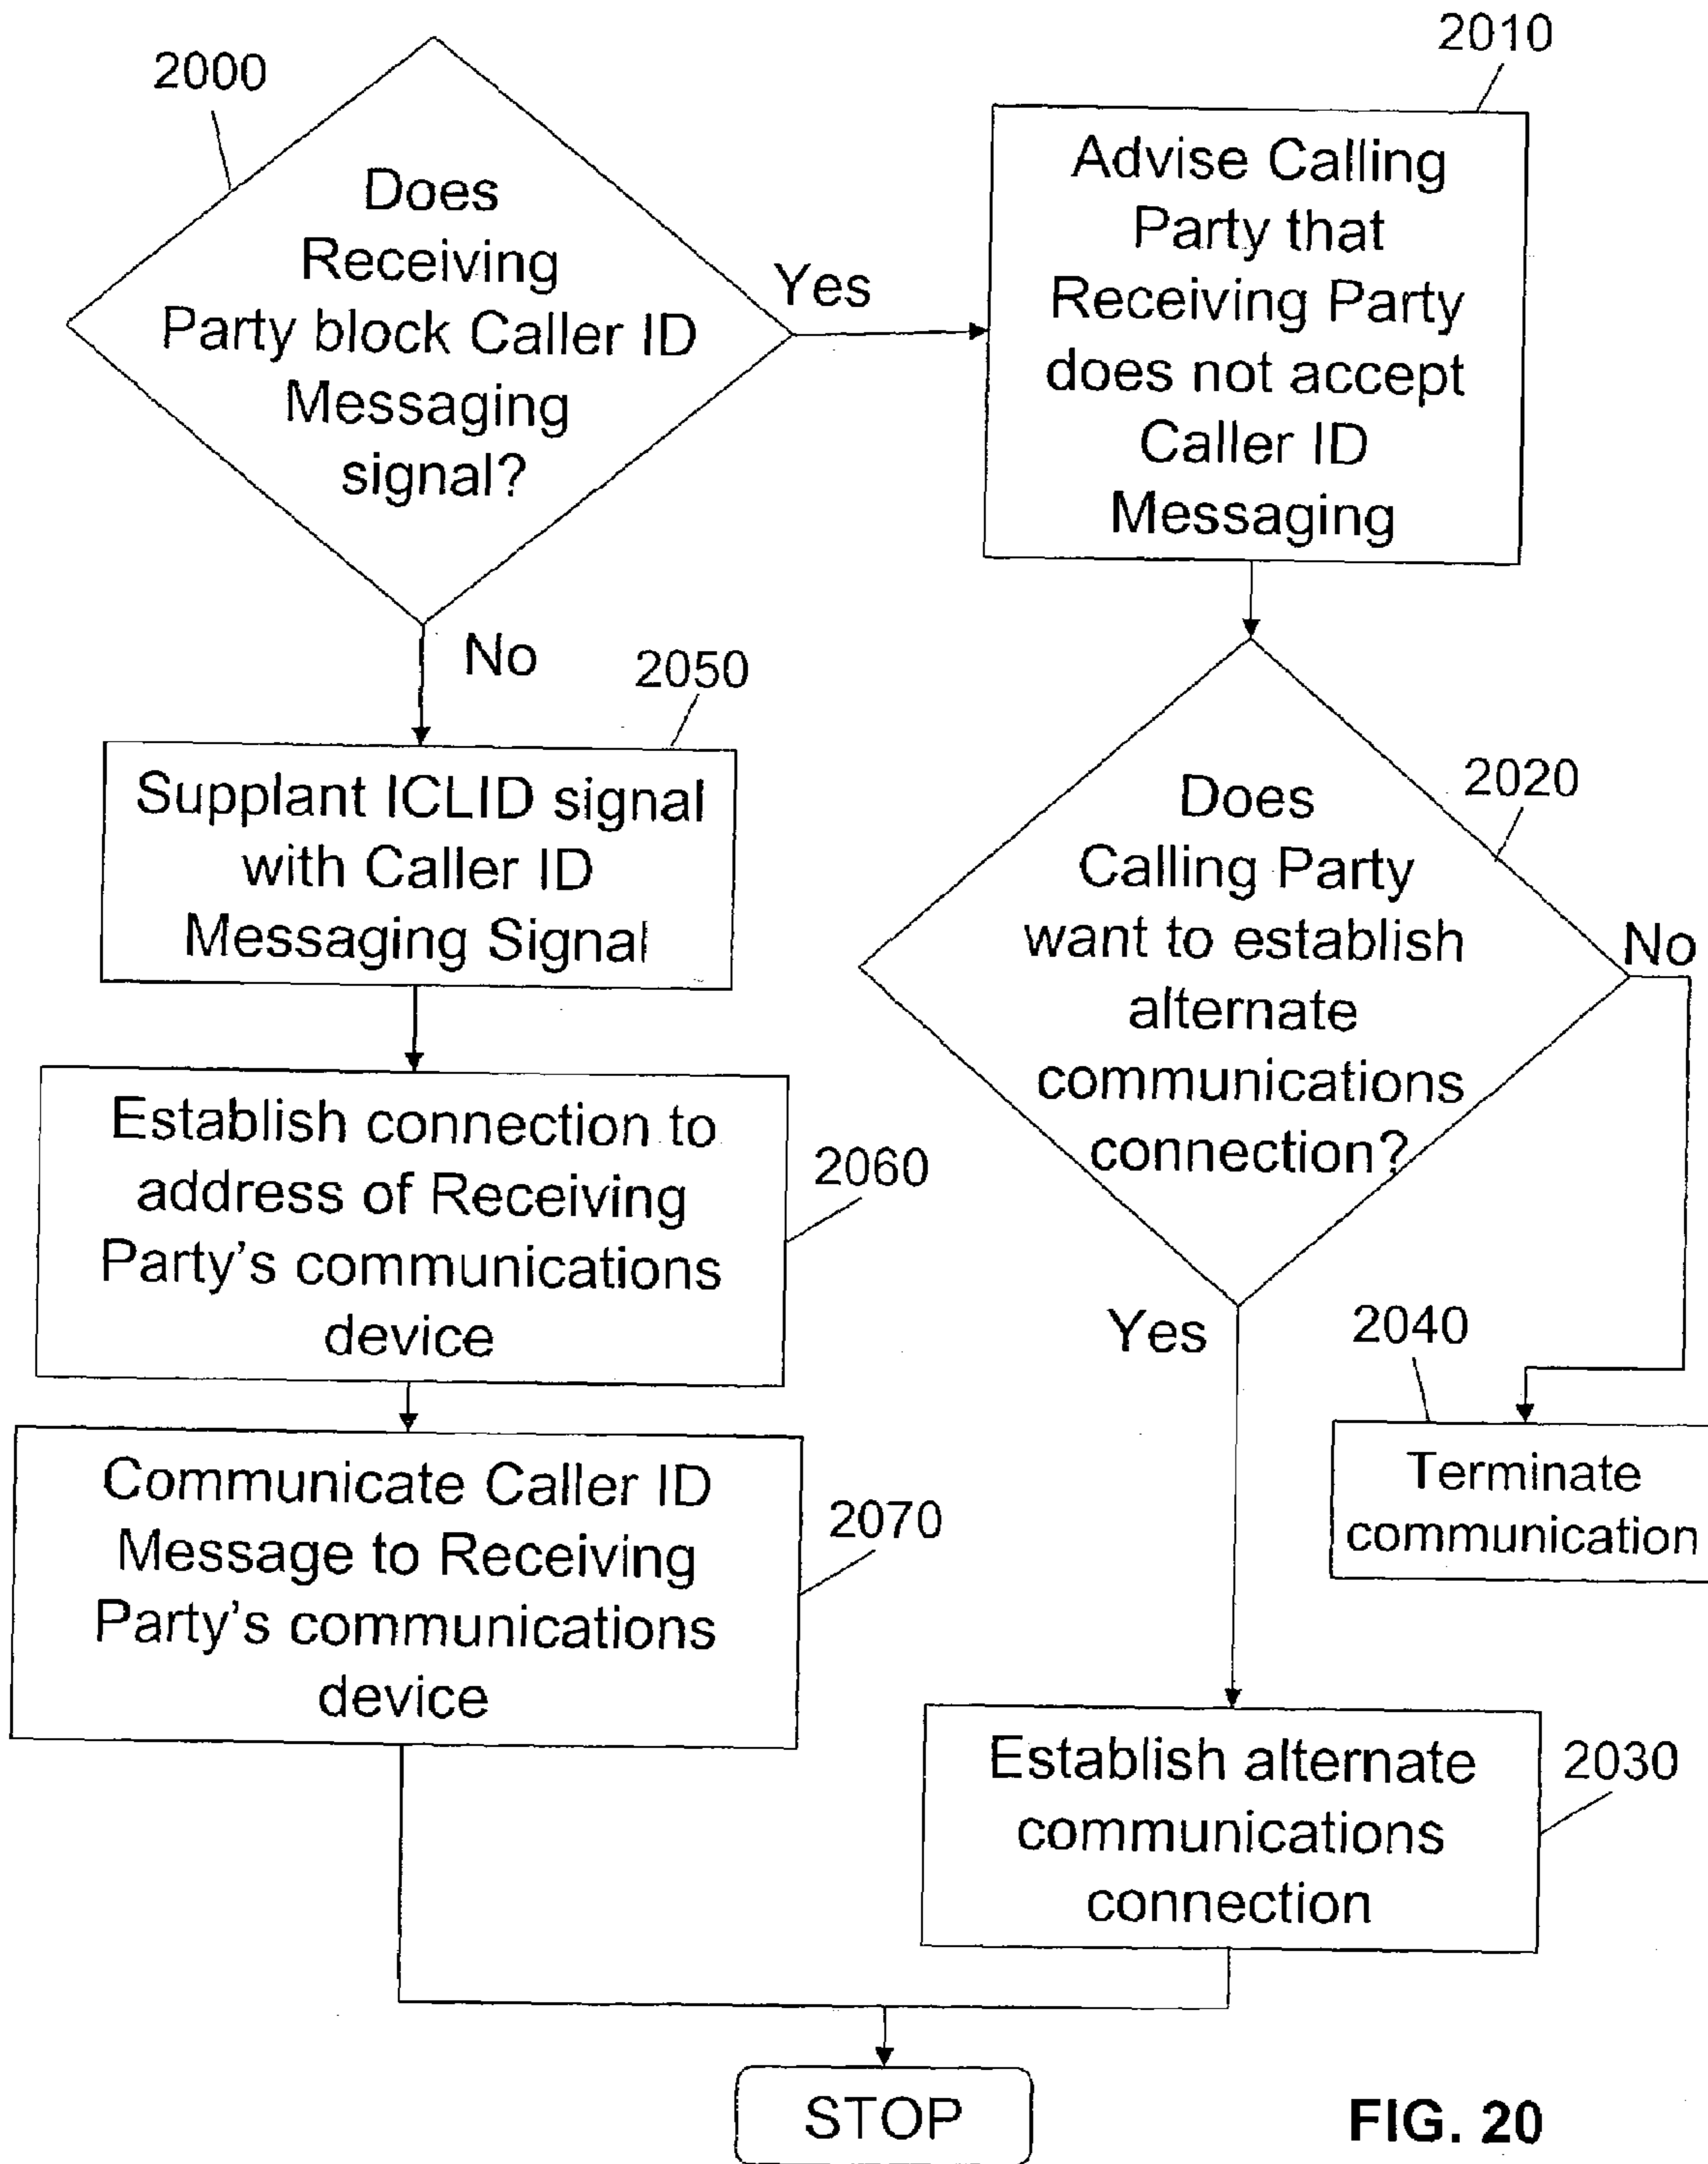 2000
Does
Receiving
Party block Caller ID
Messaging
signal?
Yes
No
2010
Advise Calling
Party that
Receiving Party
does not accept
Caller ID
Messaging
2020
Does
Calling Party
want to establish
alternate
communications
connection?
No
Yes
2040
Terminate
communication
2050
Supplant ICLID signal
with Caller ID
Messaging Signal
2060
Establish connection to
address of Receiving
Party's communications
device
2070
Communicate Caller ID
Message to Receiving
Party's communications
device
2030
Establish alternate
communications
connection
STOP
FIG. 20